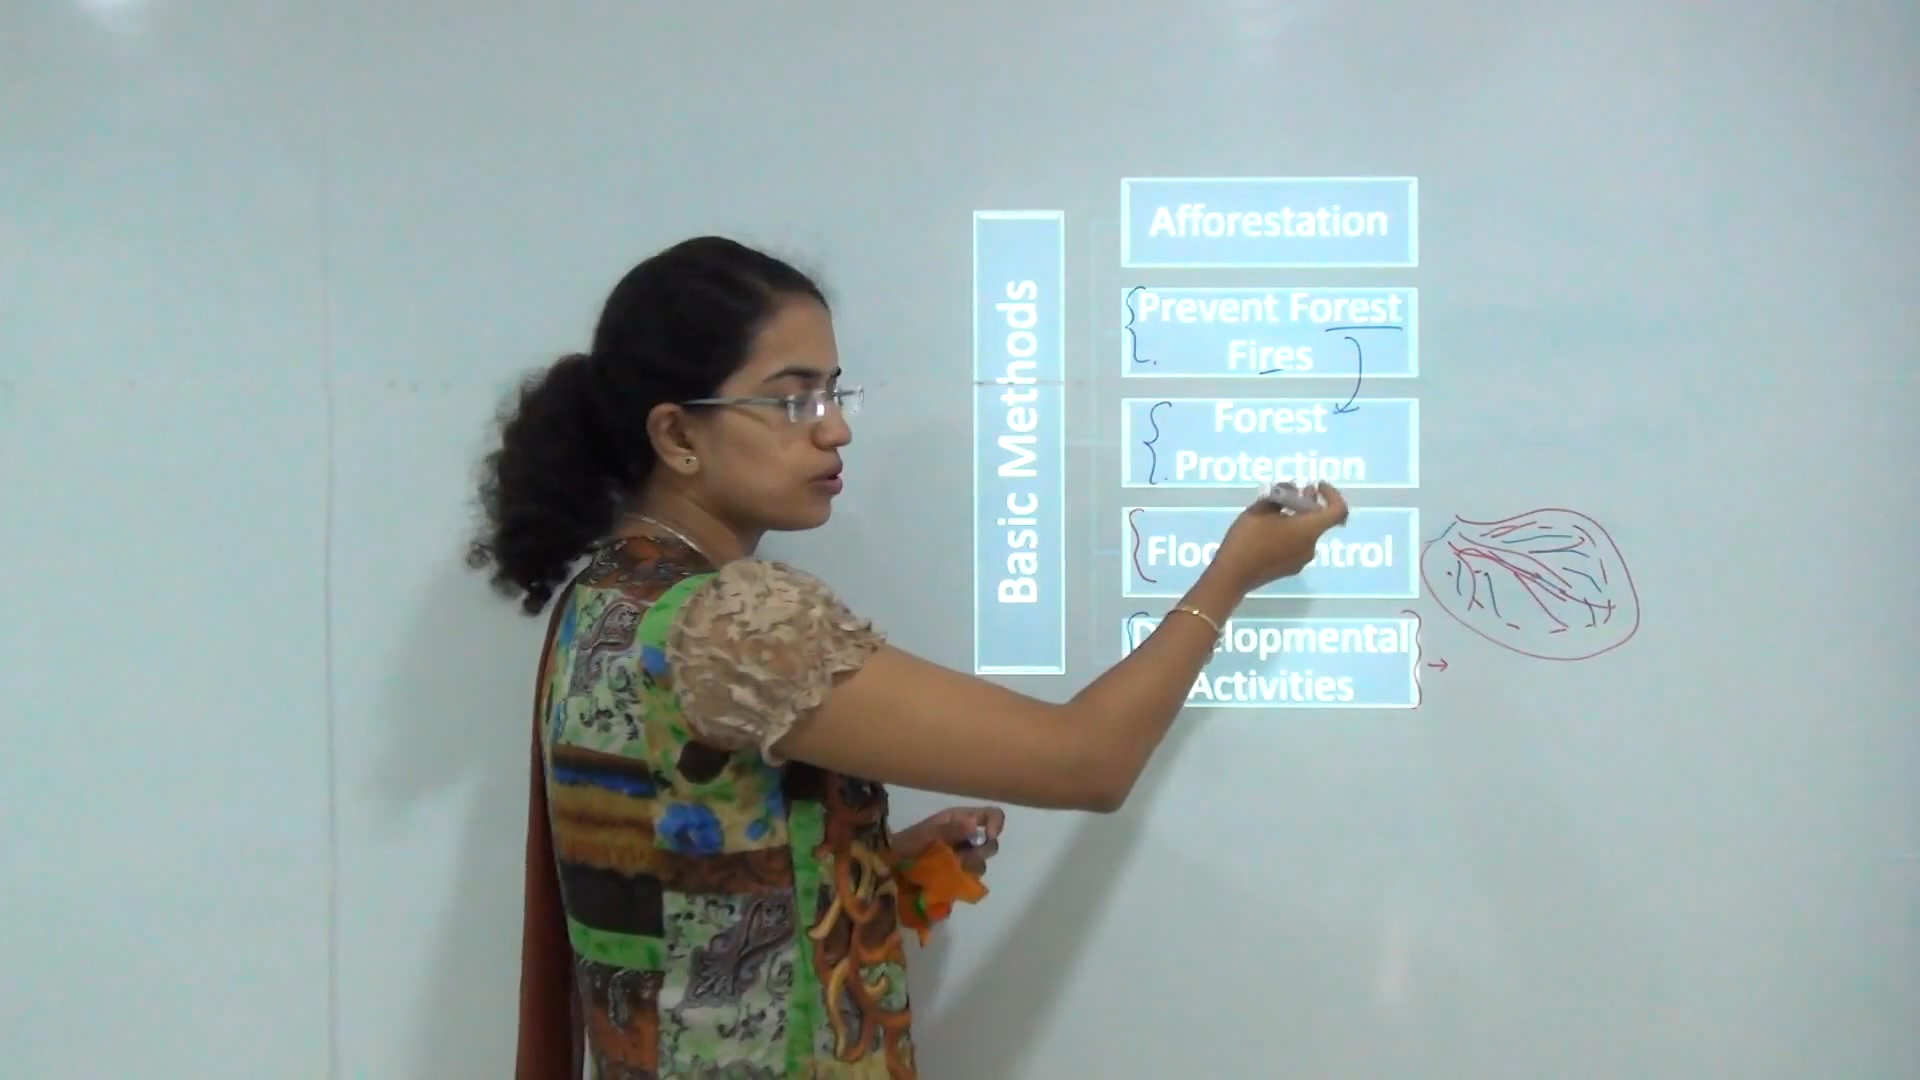 Basic Methods
Afforestation
Prevent Forest
Fires
Forest
Protection
Activities